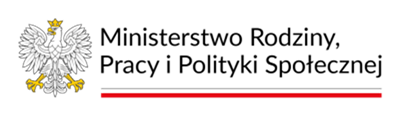 Ministerstwo Rodziny,
Pracy i Polityki Społecznej